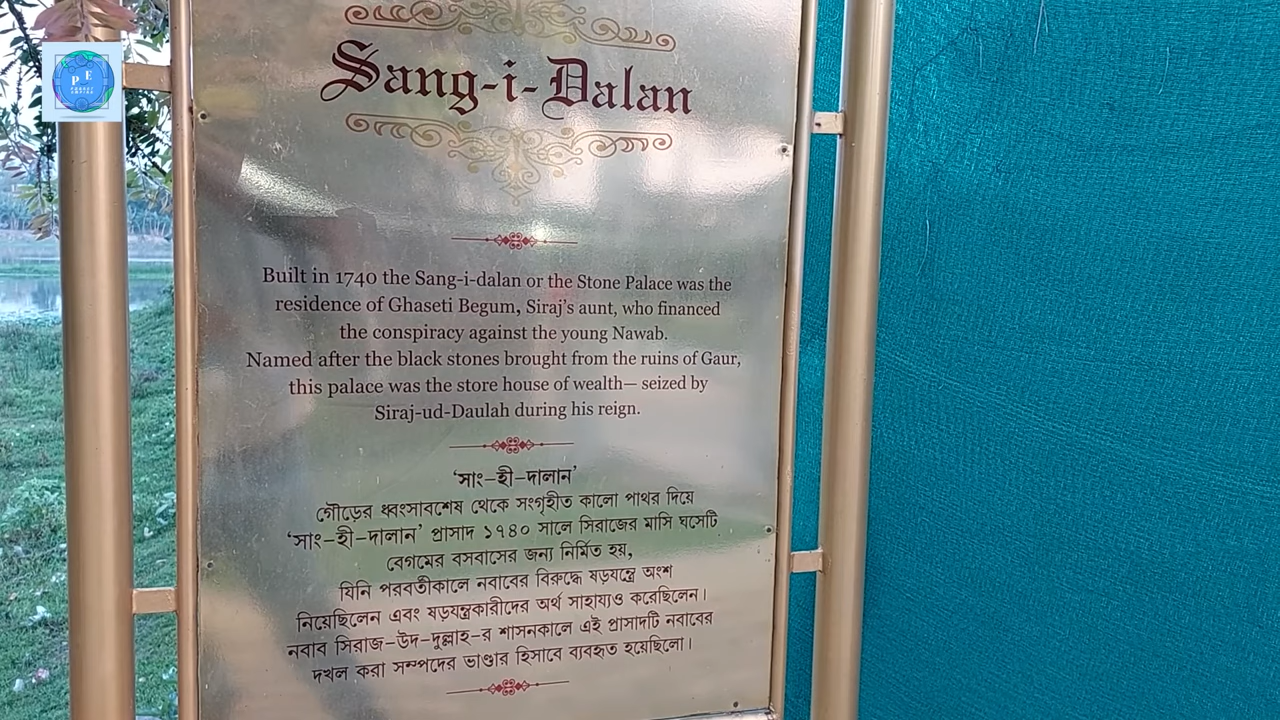 P E
Sang-i-Dalan
Built in 1740 the Sang-i-dalan or the Stone Palace was the
residence of Ghaseti Begum, Siraj's aunt, who financed
the conspiracy against the young Nawab.
Named after the black stones brought from the ruins of Gaur,
this palace was the store house of wealth— seized by
Siraj-ud-Daulah during his reign.
‘সাং-হী-দালান’
গৌড়ের ধ্বংসাবশেষ থেকে সংগৃহীত কালো পাথর দিয়ে
‘সাং-হী-দালান’ প্রাসাদ ১৭৪০ সালে সিরাজের মাসি ঘসেটি
বেগমের বসবাসের জন্য নির্মিত হয়,
যিনি পরবর্তীকালে নবাবের বিরুদ্ধে ষড়যন্ত্রে অংশ
নিয়েছিলেন এবং ষড়যন্ত্রকারীদের অর্থ সাহায্যও করেছিলেন।
নবাব সিরাজ-উদ-দুল্লাহ-র শাসনকালে এই প্রাসাদটি নবাবের
দখল করা সম্পদের ভাণ্ডার হিসাবে ব্যবহৃত হয়েছিলো।